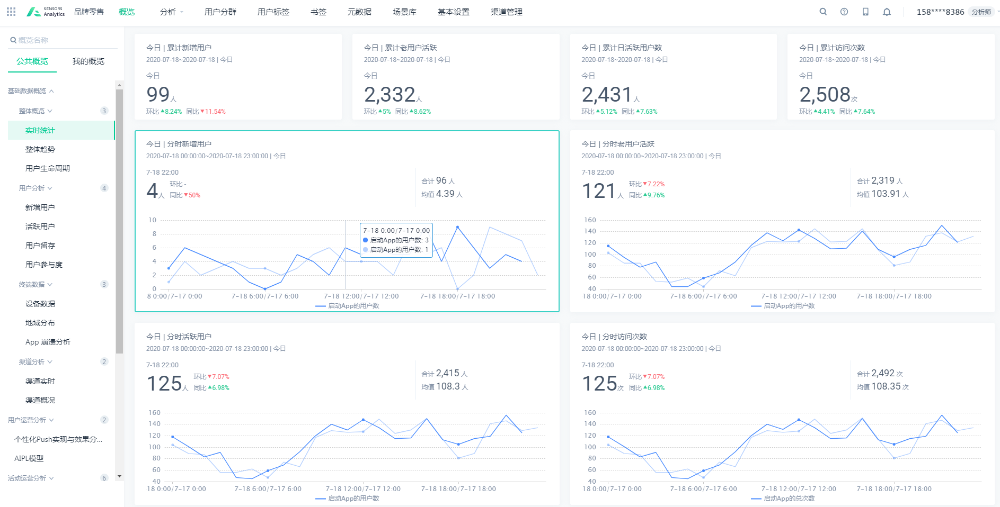 SENSORS
Analytics
品牌零售
概览
分析
用户分群
用户标签
书签
元数据
场景库
基本设置
渠道管理
158****8386
分析师
概览名称
公共概览
我的概览
基础数据概览
整体概览
3
实时统计
整体趋势
用户生命周期
用户分析
4
新增用户
活跃用户
用户留存
用户参与度
终端数据
3
设备数据
地域分布
App 崩溃分析
渠道分析
2
渠道实时
渠道概况
用户运营分析
2
个性化Push实现与效果分...
AIPL模型
活动运营分析
6
今日 | 累计新增用户
2020-07-18~2020-07-18 | 今日
今日
99人
环比▲8.24% 同比▼11.54%
今日 | 累计老用户活跃
2020-07-18~2020-07-18 | 今日
今日
2,332人
环比▲5% 同比▲8.62%
今日 | 累计日活跃用户数
2020-07-18~2020-07-18 | 今日
今日
2,431人
环比▲5.12% 同比▲7.63%
今日 | 累计访问次数
2020-07-18~2020-07-18 | 今日
今日
2,508次
环比▲4.41% 同比▲7.64%
今日 | 分时新增用户
2020-07-18 00:00:00~2020-07-18 23:00:00 | 今日
7-18 22:00
4人
环比 -
同比▼50%
合计 96 人
均值 4.39 人
10
8
6
4
2
0
7-18 0:00/7-17 0:00
启动App的用户数: 3
启动App的用户数: 1
8 0:00/7-17 0:00
7-18 6:00/7-17 6:00
7-18 12:00/7-17 12:00
7-18 18:00/7-17 18:00
启动App的用户数
今日 | 分时老用户活跃
2020-07-18 00:00:00~2020-07-18 23:00:00 | 今日
7-18 22:00
121人
环比▼7.22%
同比▲9.76%
合计 2,319 人
均值 103.91 人
160
140
120
100
80
60
40
18 0:00/7-17 0:00
7-18 6:00/7-17 6:00
7-18 12:00/7-17 12:00
7-18 18:00/7-17 18:00
启动App的用户数
今日 | 分时活跃用户
2020-07-18 00:00:00~2020-07-18 23:00:00 | 今日
7-18 22:00
125人
环比▼7.07%
同比▲6.98%
合计 2,415 人
均值 108.3 人
160
140
120
100
80
60
40
18 0:00/7-17 0:00
7-18 6:00/7-17 6:00
7-18 12:00/7-17 12:00
7-18 18:00/7-17 18:00
启动App的用户数
今日 | 分时访问次数
2020-07-18 00:00:00~2020-07-18 23:00:00 | 今日
7-18 22:00
125次
环比▼7.07%
同比▲6.98%
合计 2,492 次
均值 108.35 次
160
140
120
100
80
60
40
18 0:00/7-17 0:00
7-18 6:00/7-17 6:00
7-18 12:00/7-17 12:00
7-18 18:00/7-17 18:00
启动App的总次数